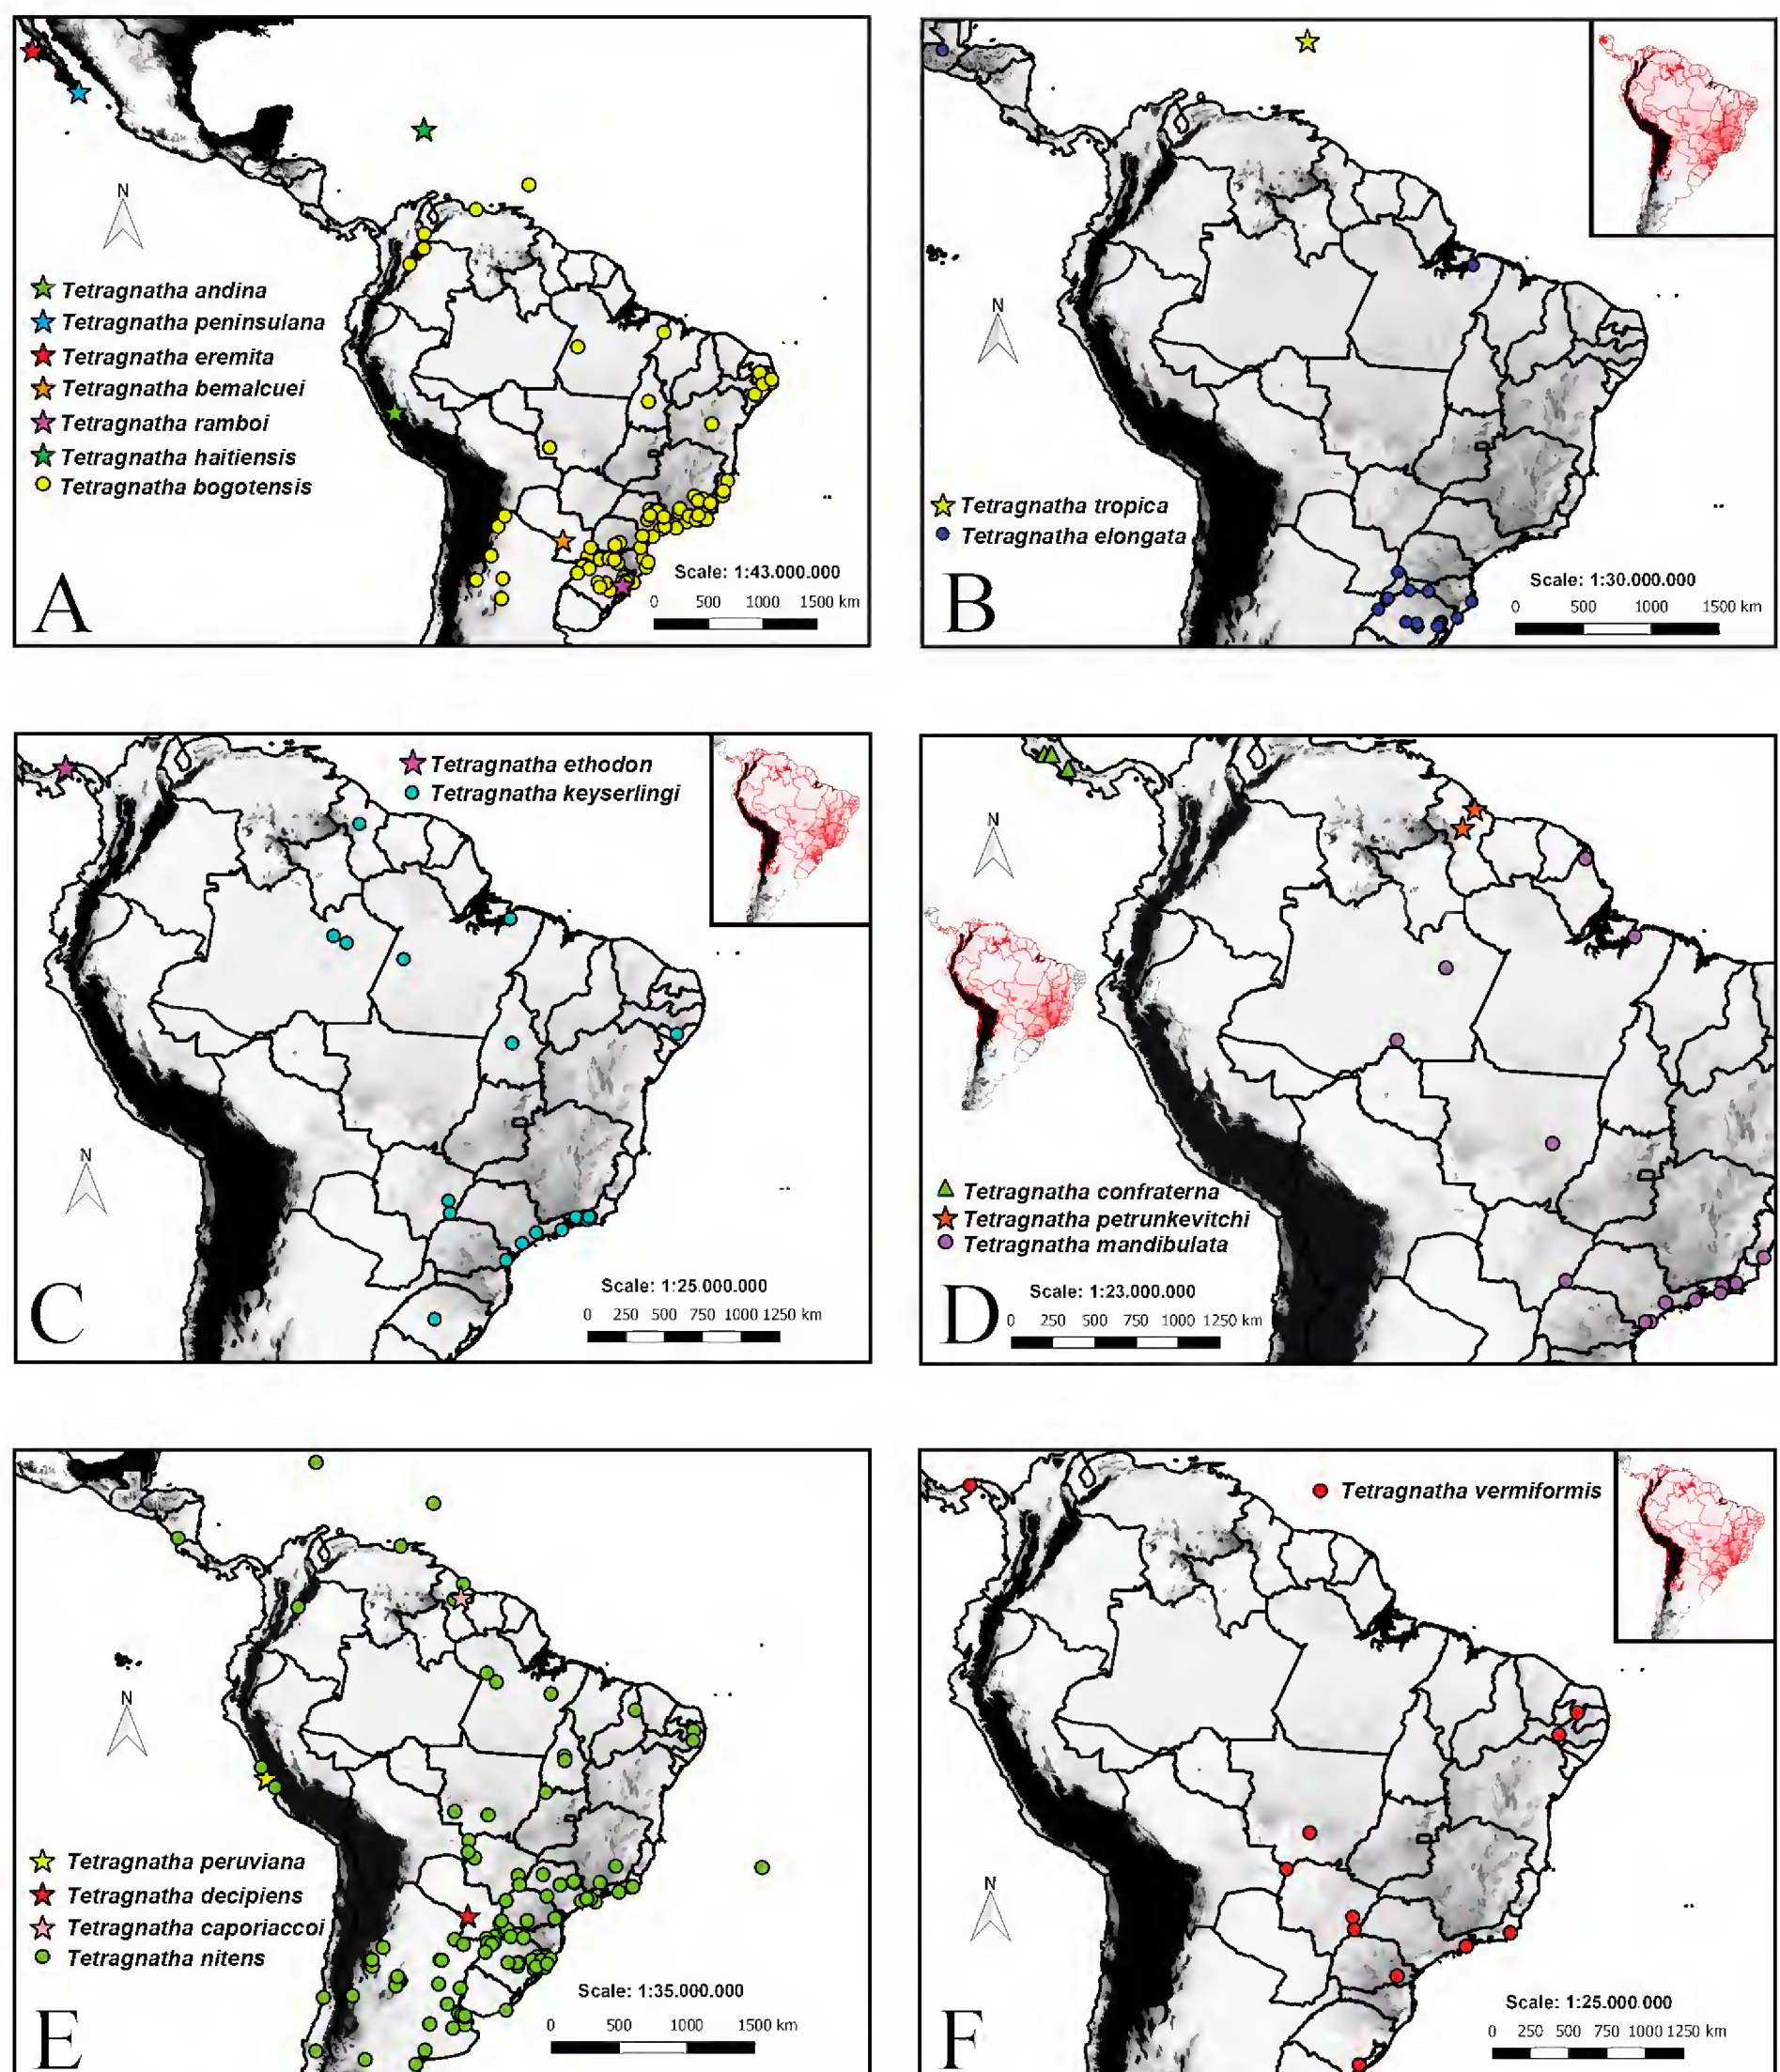 N
Tetragnatha andina
Tetragnatha peninsulana
Tetragnatha eremita
Tetragnatha bemalcuei
Tetragnatha ramboi
Tetragnatha haitiensis
Tetragnatha bogotensis
Scale: 1:43.000.000
0 500 1000 1500 km
A
N
Tetragnatha tropica
Tetragnatha elongata
Scale: 1:30.000.000
0 500 1000 1500 km
B
Tetragnatha ethodon
Tetragnatha keyserlingi
N
Scale: 1:25.000.000
0 250 500 750 1000 1250 km
C
N
Tetragnatha confraterna
Tetragnatha petrunkevitchi
Tetragnatha mandibulata
Scale: 1:23.000.000
0 250 500 750 1000 1250 km
D
N
Tetragnatha peruviana
Tetragnatha decipiens
Tetragnatha caporiaccoi
Tetragnatha nitens
Scale: 1:35.000.000
0 500 1000 1500 km
E
Tetragnatha vermiformis
N
Scale: 1:25.000.000
0 250 500 750 1000 1250 km
F